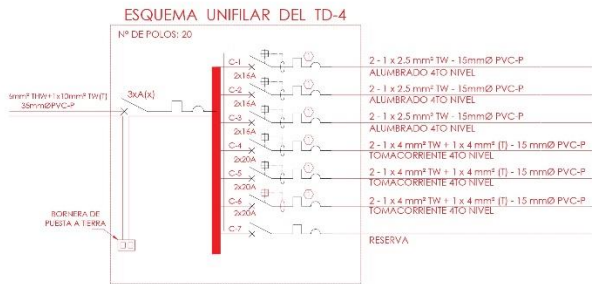 ESQUEMA UNIFILAR DEL TD-4
Nº DE POLOS: 20
6mm² THW+1x10mm² TW(T)
35mmØPVC-P
3xA(x)
BORNERA DE
PUESTA A TERRA
C-1
2x16A
2 - 1 x 2.5 mm² TW - 15mmØ PVC-P
ALUMBRADO 4TO NIVEL
C-2
2x16A
2 - 1 x 2.5 mm² TW - 15mmØ PVC-P
ALUMBRADO 4TO NIVEL
C-3
2x16A
2 - 1 x 2.5 mm² TW - 15mmØ PVC-P
ALUMBRADO 4TO NIVEL
C-4
2x20A
2 - 1 x 4 mm² TW + 1 x 4 mm² (T) - 15 mmØ PVC-P
TOMACORRIENTE 4TO NIVEL
C-5
2x20A
2 - 1 x 4 mm² TW + 1 x 4 mm² (T) - 15 mmØ PVC-P
TOMACORRIENTE 4TO NIVEL
C-6
2x20A
2 - 1 x 4 mm² TW + 1 x 4 mm² (T) - 15 mmØ PVC-P
TOMACORRIENTE 4TO NIVEL
C-7
RESERVA